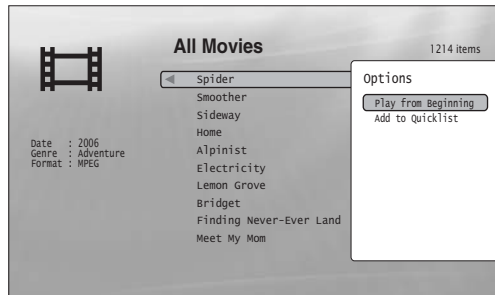 All Movies
1214 items
Spider
Smoother
Sideway
Home
Alpinist
Electricity
Lemon Grove
Bridget
Finding Never-Ever Land
Meet My Mom
Date : 2006
Genre : Adventure
Format : MPEG
Options
Play from Beginning
Add to Quicklist